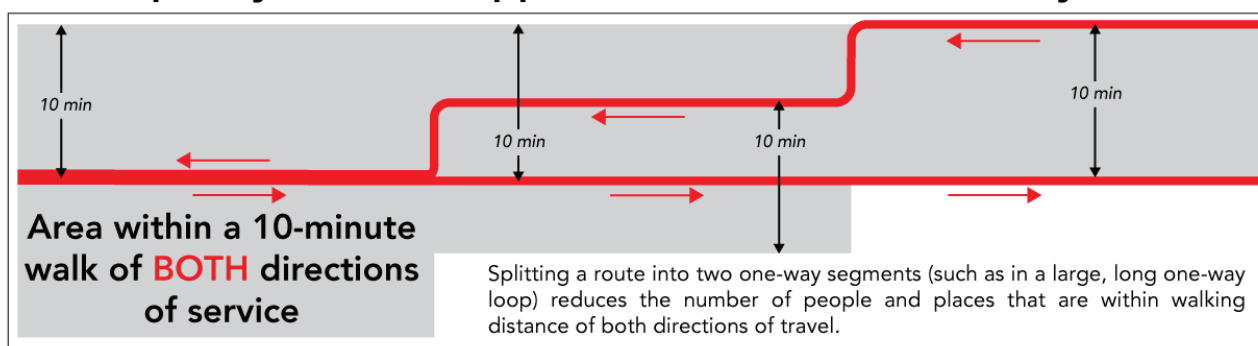 10 min
10 min
10 min
10 min
Area within a 10-minute
walk of BOTH directions
of service
Splitting a route into two one-way segments (such as in a large, long one-way
loop) reduces the number of people and places that are within walking
distance of both directions of travel.